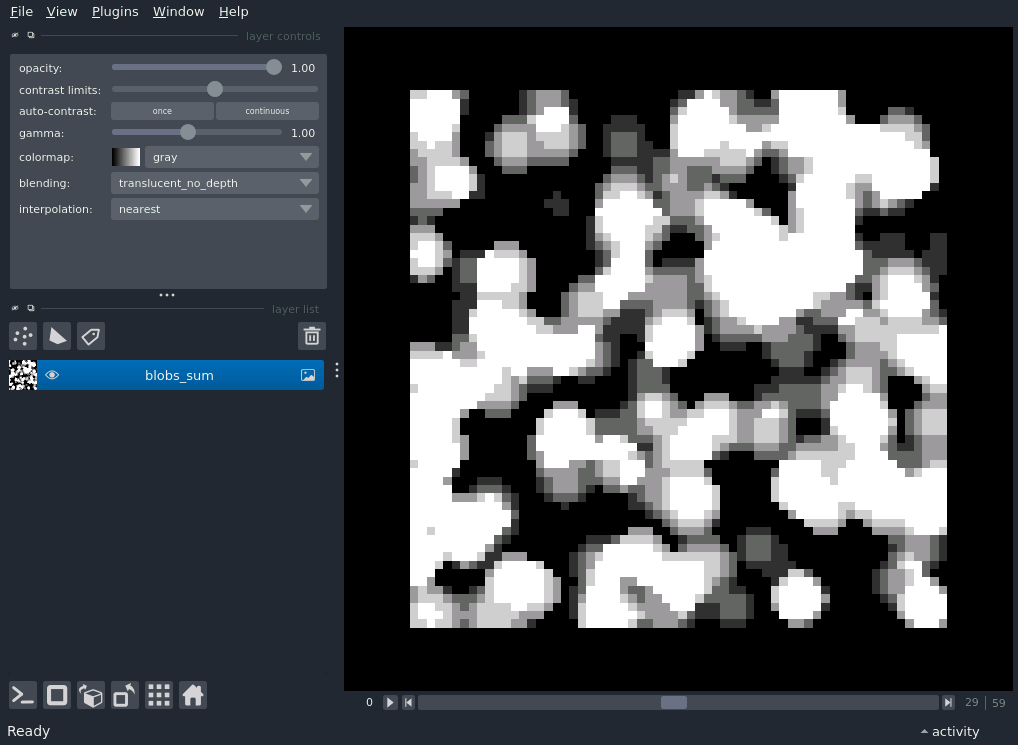 File View Plugins Window Help
layer controls
opacity: 1.00
contrast limits:
auto-contrast: once continuous
gamma: 1.00
colormap: gray
blending: translucent_no_depth
interpolation: nearest
layer list
blobs_sum
0 29 | 59
Ready activity